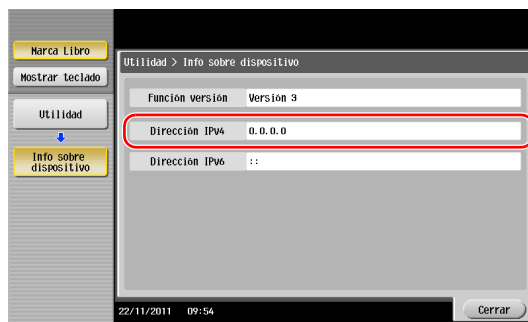 Marca Libro
Mostrar teclado
Utilidad
Info sobre
dispositivo
Utilidad > Info sobre dispositivo
Función versión Versión 3
Dirección IPv4 0.0.0.0
Dirección IPv6 ::
22/11/2011 09:54
Cerrar